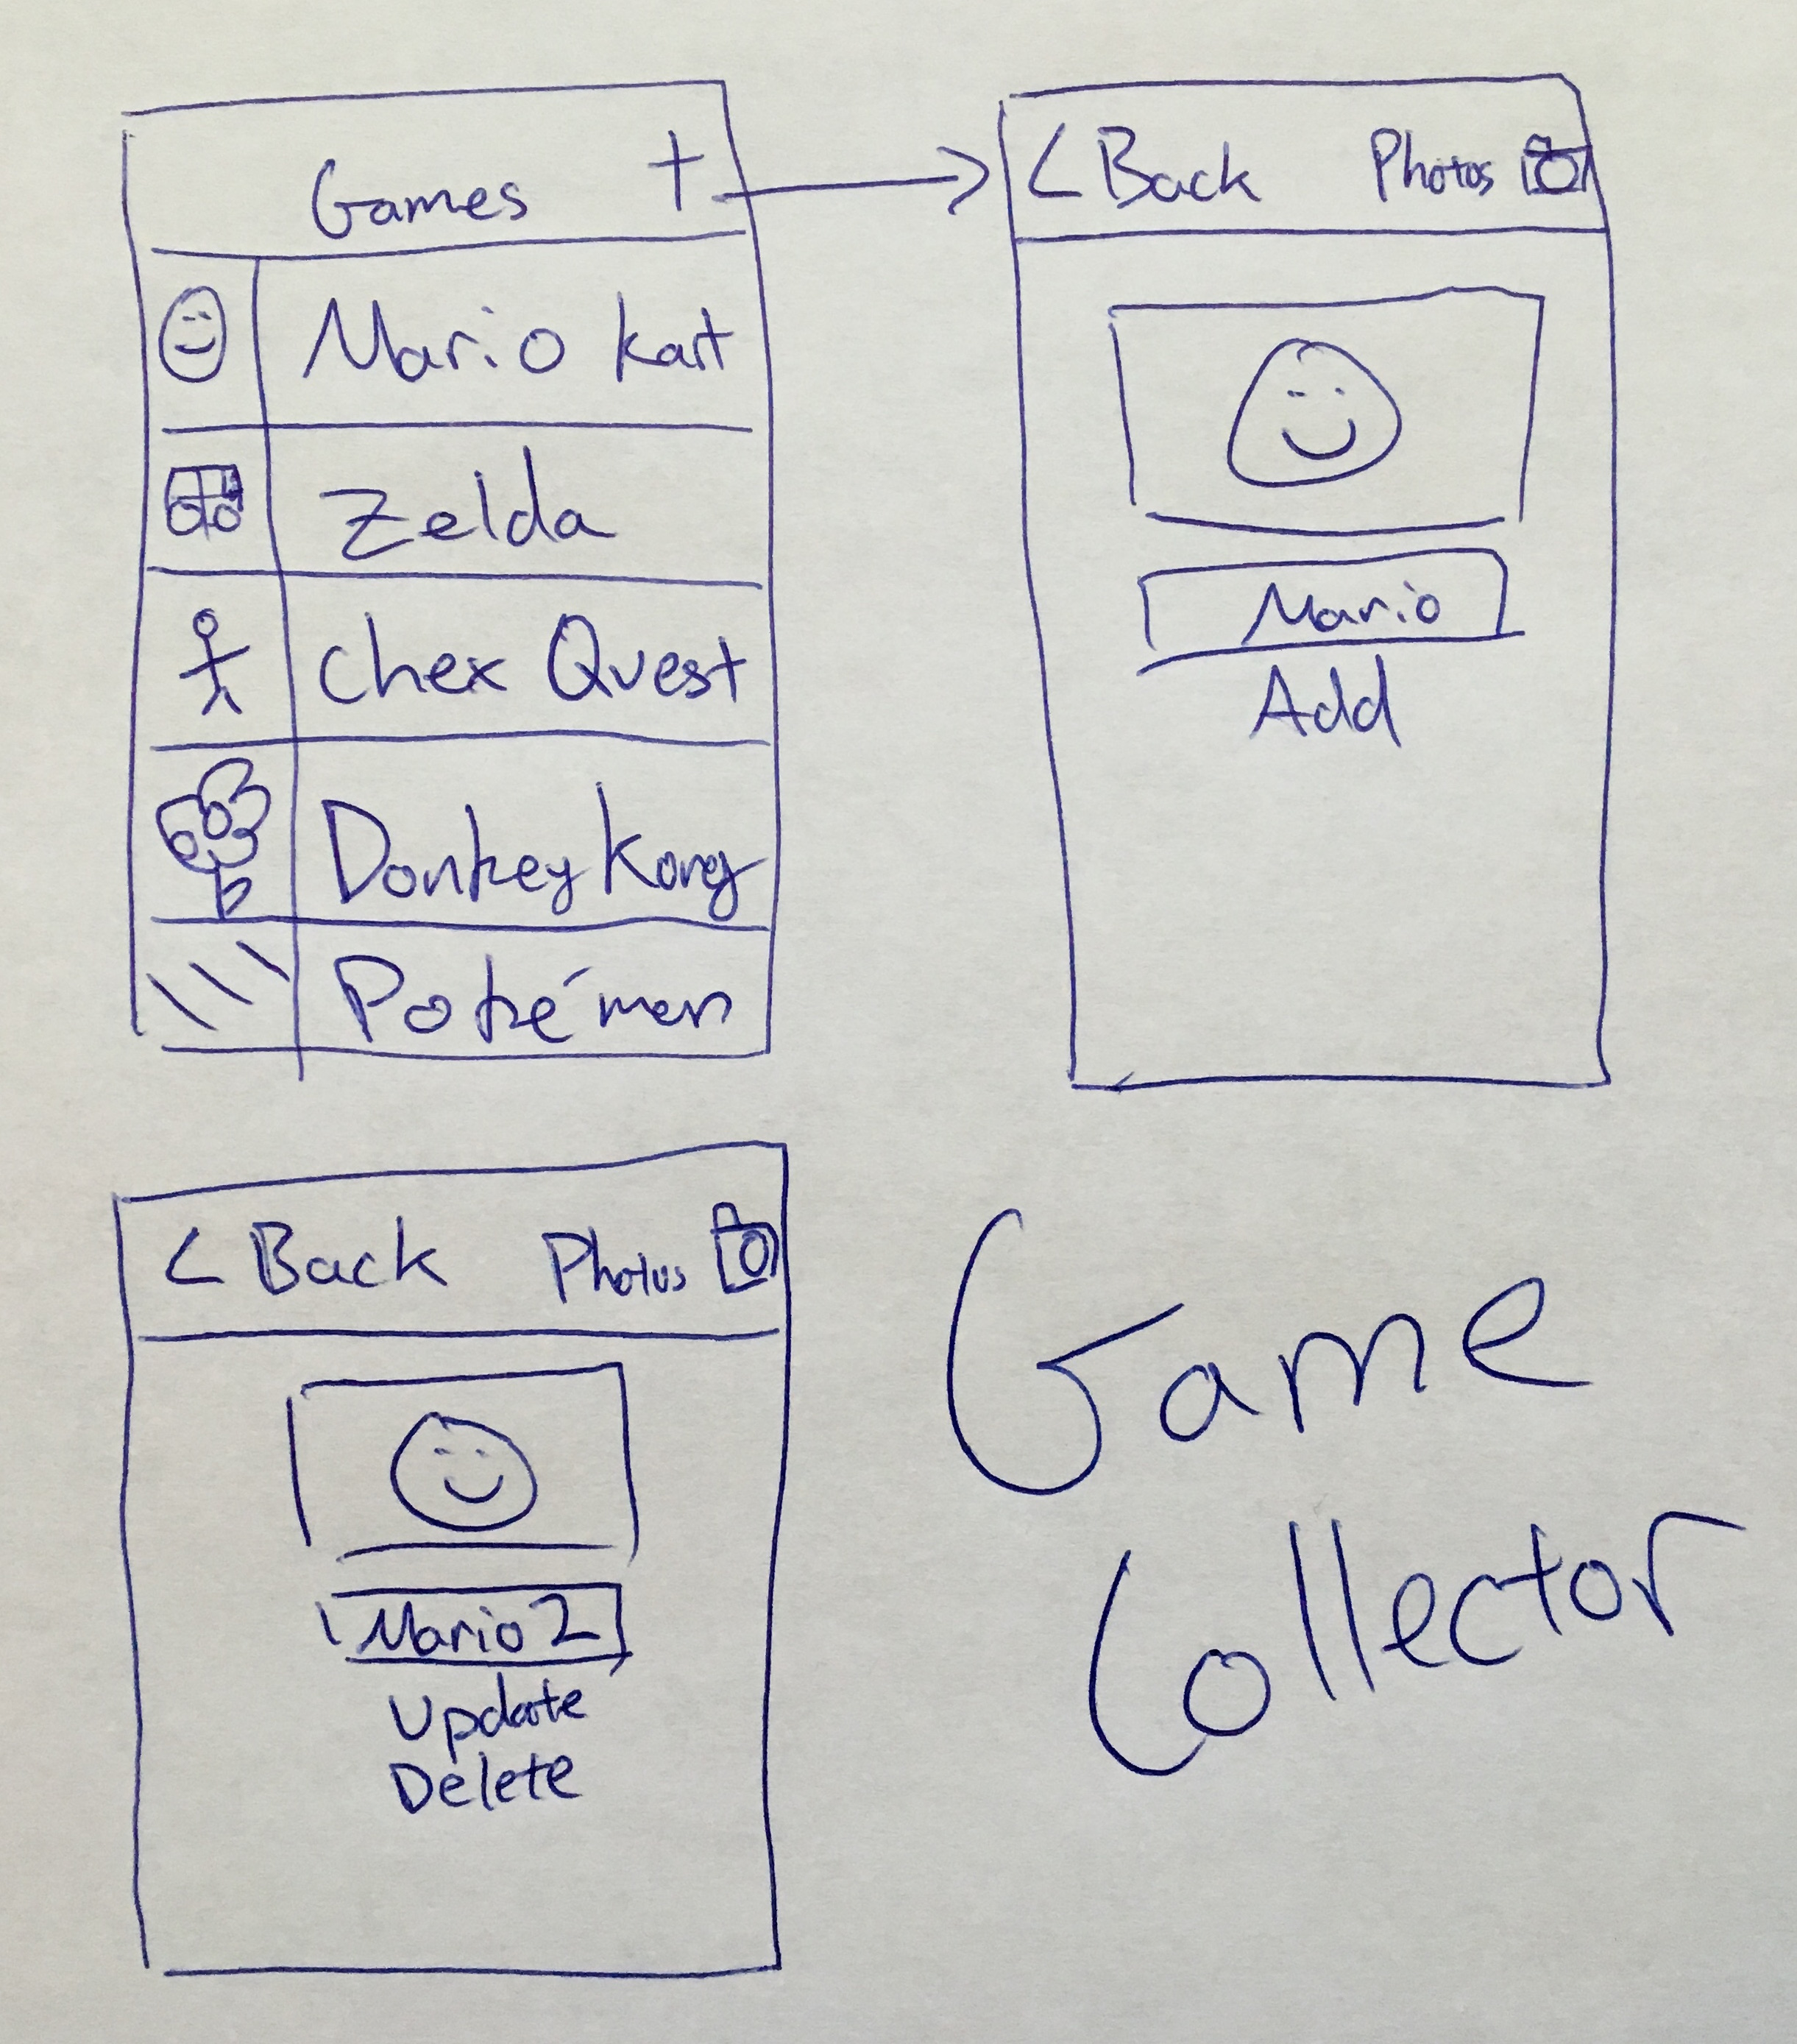 Games +
Mario Kart
Zelda
Chex Quest
Donkey Kong
Pokémon
< Back Photos
Mario
Add
< Back Photos
Mario 2
Update
Delete
Game
Collector